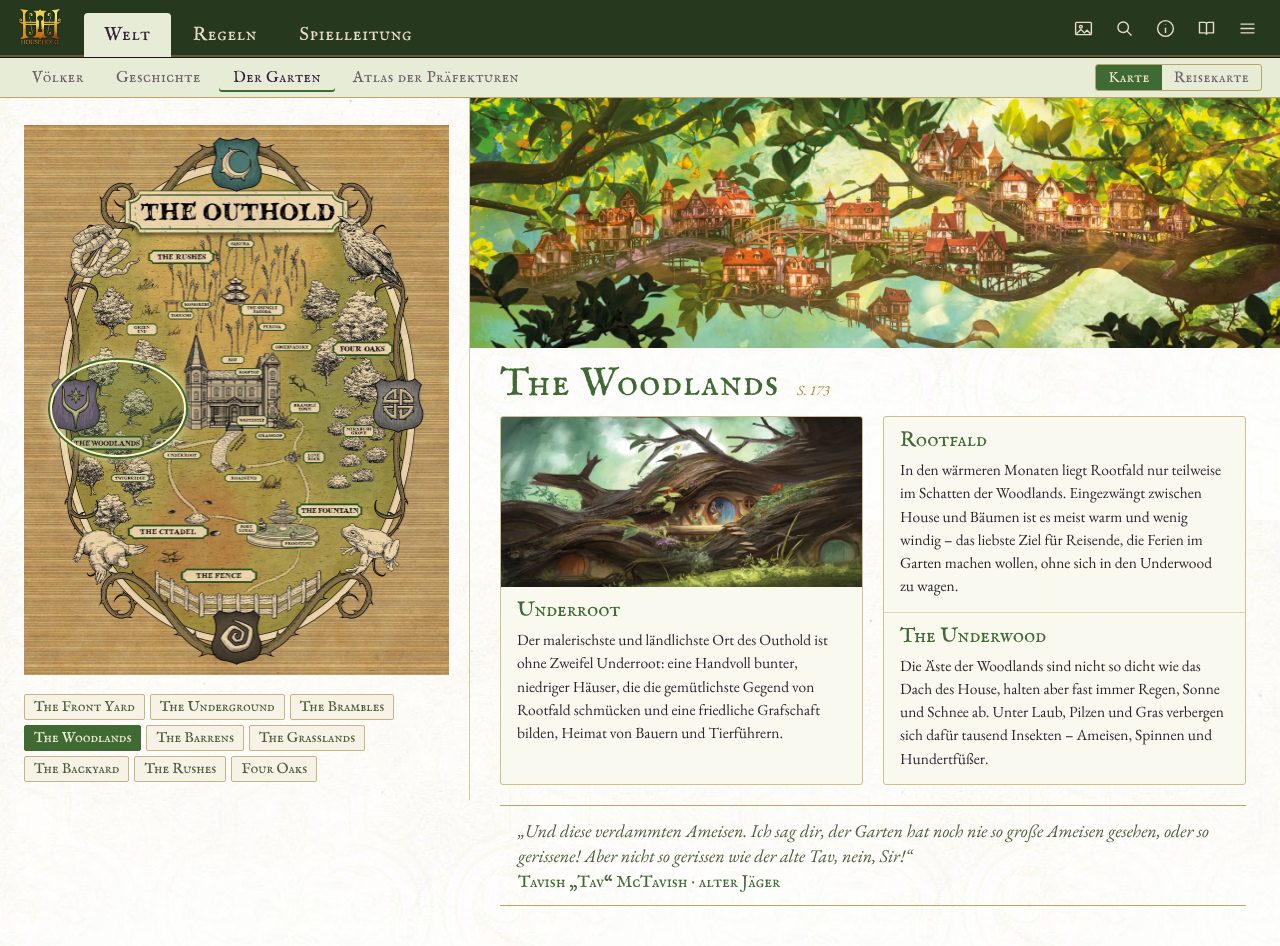 HOUSEHOLD
Welt
Regeln
Spielleitung
Völker
Geschichte
Der Garten
Atlas der Präfekturen
Karte
Reisekarte
THE OUTHOLD
THE RUSHES
GREEN END
OBSERVATORY
FOUR OAKS
BRAMBLE TOWN
THE WOODLANDS
UNDERROOT
TWIGBRIDGE
THE FOUNTAIN
THE CITADEL
THE FENCE
The Front Yard
The Underground
The Brambles
The Woodlands
The Barrens
The Grasslands
The Backyard
The Rushes
Four Oaks
The Woodlands S. 173
Underroot
Der malerischste und ländlichste Ort des Outhold ist
ohne Zweifel Underroot: eine Handvoll bunter,
niedriger Häuser, die die gemütlichste Gegend von
Rootfald schmücken und eine friedliche Grafschaft
bilden, Heimat von Bauern und Tierführern.
Rootfald
In den wärmeren Monaten liegt Rootfald nur teilweise
im Schatten der Woodlands. Eingezwängt zwischen
House und Bäumen ist es meist warm und wenig
windig – das liebste Ziel für Reisende, die Ferien im
Garten machen wollen, ohne sich in den Underwood
zu wagen.
The Underwood
Die Äste der Woodlands sind nicht so dicht wie das
Dach des House, halten aber fast immer Regen, Sonne
und Schnee ab. Unter Laub, Pilzen und Gras verbergen
sich dafür tausend Insekten – Ameisen, Spinnen und
Hundertfüßer.
„Und diese verdammten Ameisen. Ich sag dir, der Garten hat noch nie so große Ameisen gesehen, oder so
gerissene! Aber nicht so gerissen wie der alte Tav, nein, Sir!“
Tavish „Tav“ McTavish · alter Jäger